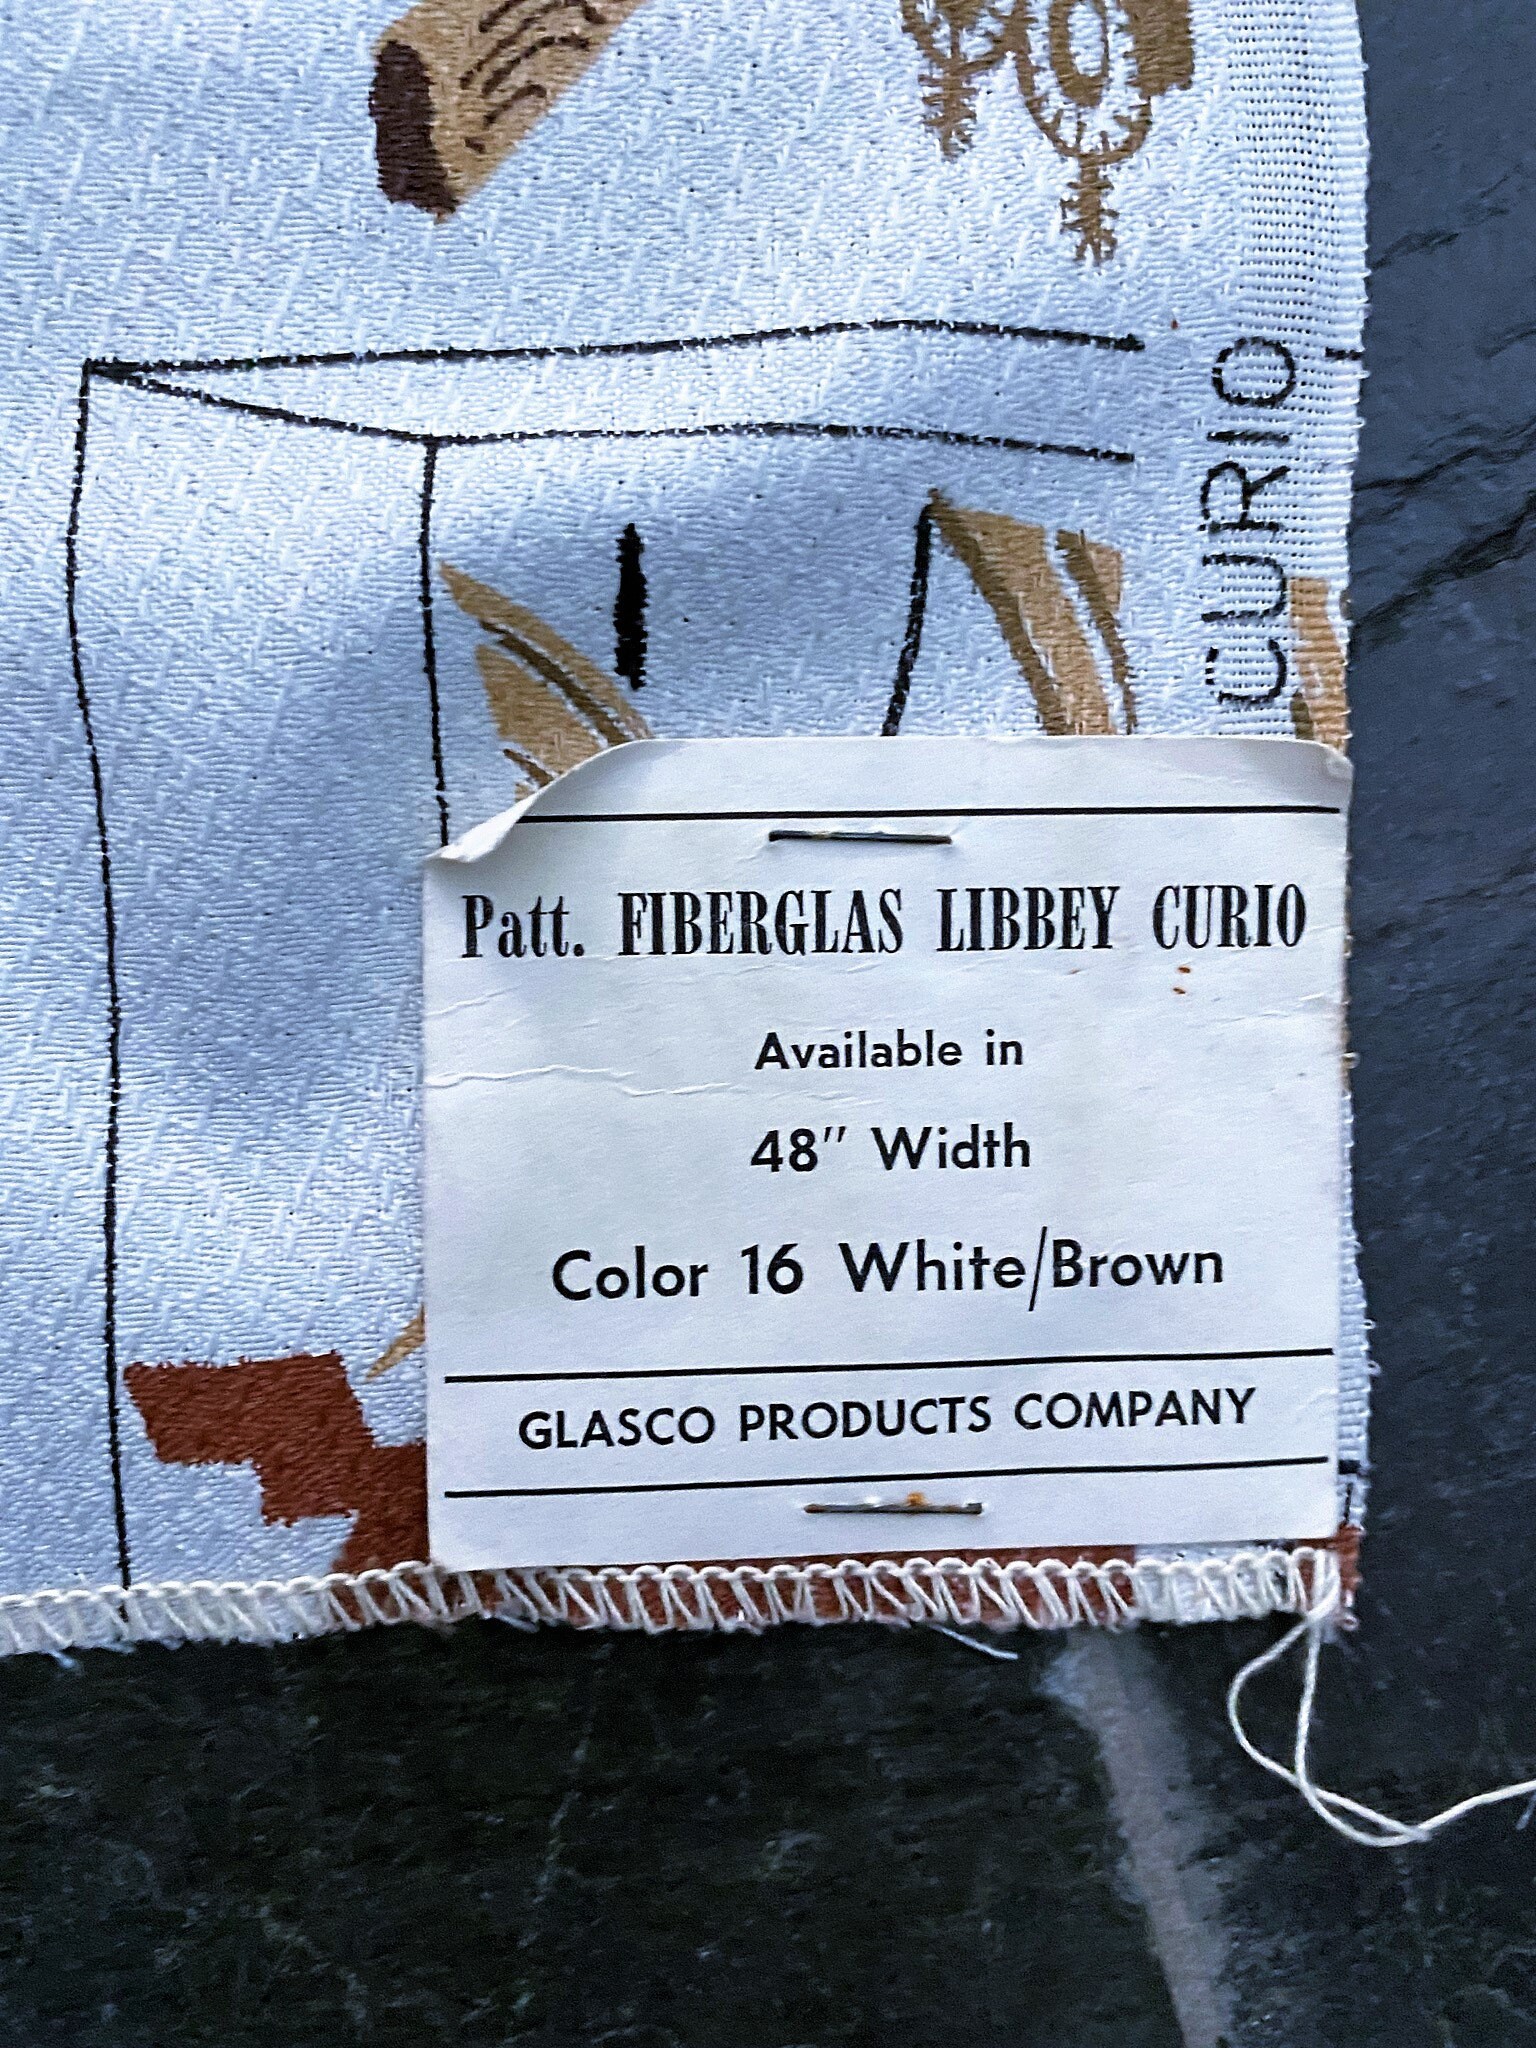 CURIO
Patt. FIBERGLAS LIBBEY CURIO
Available in
48" Width
Color 16 White/Brown
GLASCO PRODUCTS COMPANY